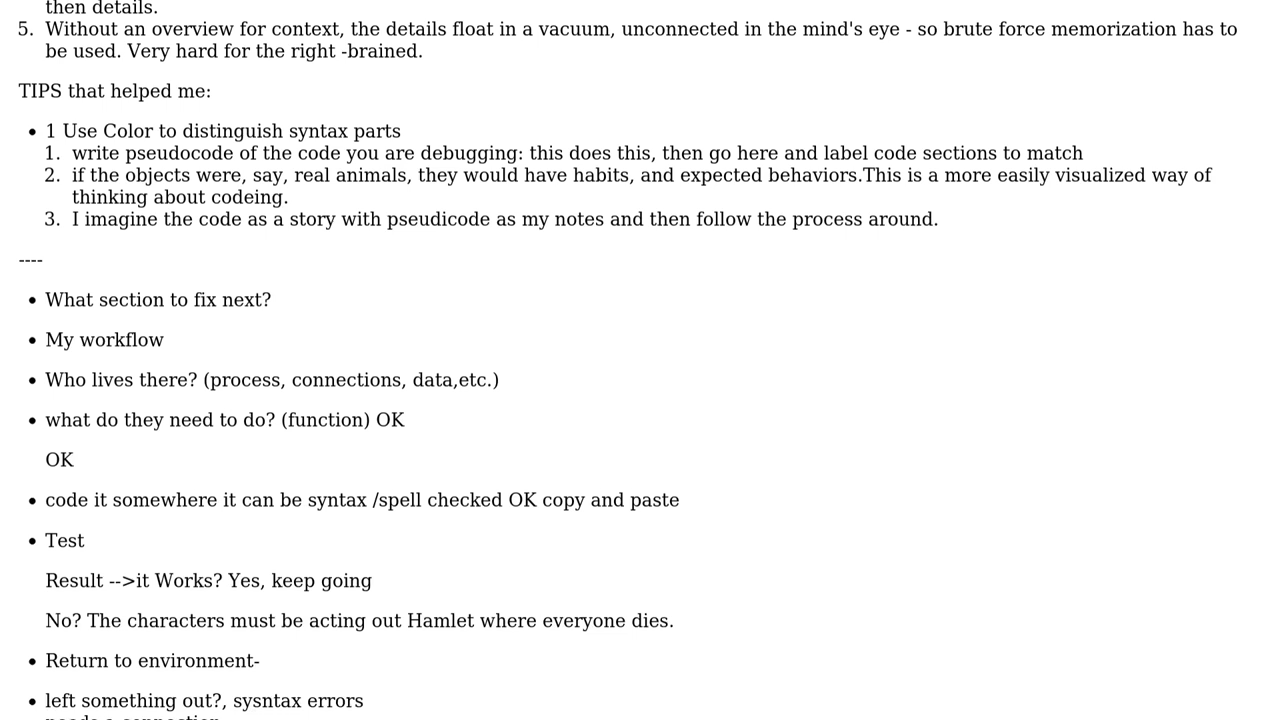 then details.
5. Without an overview for context, the details float in a vacuum, unconnected in the mind's eye - so brute force memorization has to
be used. Very hard for the right -brained.
TIPS that helped me:
• 1 Use Color to distinguish syntax parts
1. write pseudocode of the code you are debugging: this does this, then go here and label code sections to match
2. if the objects were, say, real animals, they would have habits, and expected behaviors.This is a more easily visualized way of
thinking about codeing.
3. I imagine the code as a story with pseudicode as my notes and then follow the process around.
----
• What section to fix next?
• My workflow
• Who lives there? (process, connections, data,etc.)
• what do they need to do? (function) OK
OK
• code it somewhere it can be syntax /spell checked OK copy and paste
• Test
Result -->it Works? Yes, keep going
No? The characters must be acting out Hamlet where everyone dies.
• Return to environment-
• left something out?, sysntax errors